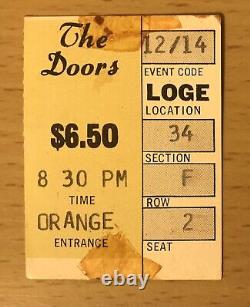 The
Doors
$6.50
8 30 PM
TIME
ORANGE
ENTRANCE
12/14
EVENT CODE
LOGE
LOCATION
34
SECTION
F
ROW
2
SEAT